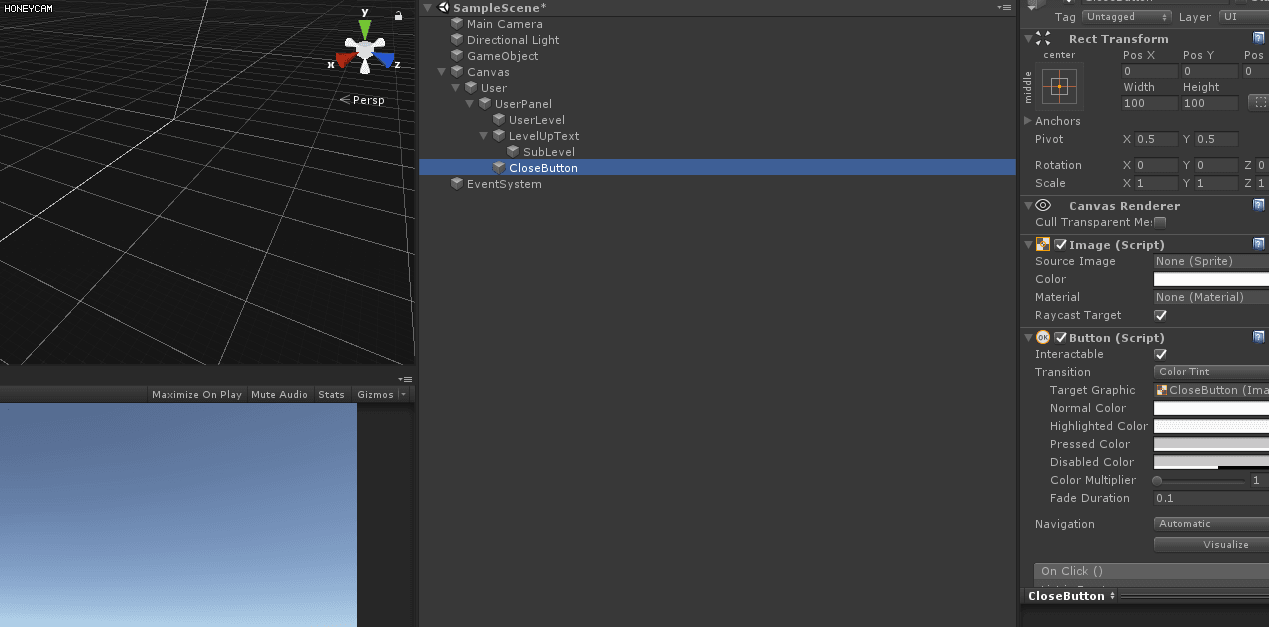 HONEYCAM
y
x
z
Persp
Maximize On Play Mute Audio Stats Gizmos
SampleScene*
Main Camera
Directional Light
GameObject
Canvas
User
UserPanel
UserLevel
LevelUpText
SubLevel
CloseButton
EventSystem
Tag Untagged Layer UI
Rect Transform
center Pos X Pos Y Pos
middle
0 0 0
Width Height
100 100
Anchors
Pivot X 0.5 Y 0.5
Rotation X 0 Y 0 Z 0
Scale X 1 Y 1 Z 1
Canvas Renderer
Cull Transparent Mes
Image (Script)
Source Image None (Sprite)
Color
Material None (Material)
Raycast Target
OK Button (Script)
Interactable
Transition Color Tint
Target Graphic CloseButton (Ima
Normal Color
Highlighted Color
Pressed Color
Disabled Color
Color Multiplier 1
Fade Duration 0.1
Navigation Automatic
Visualize
On Click ()
CloseButton